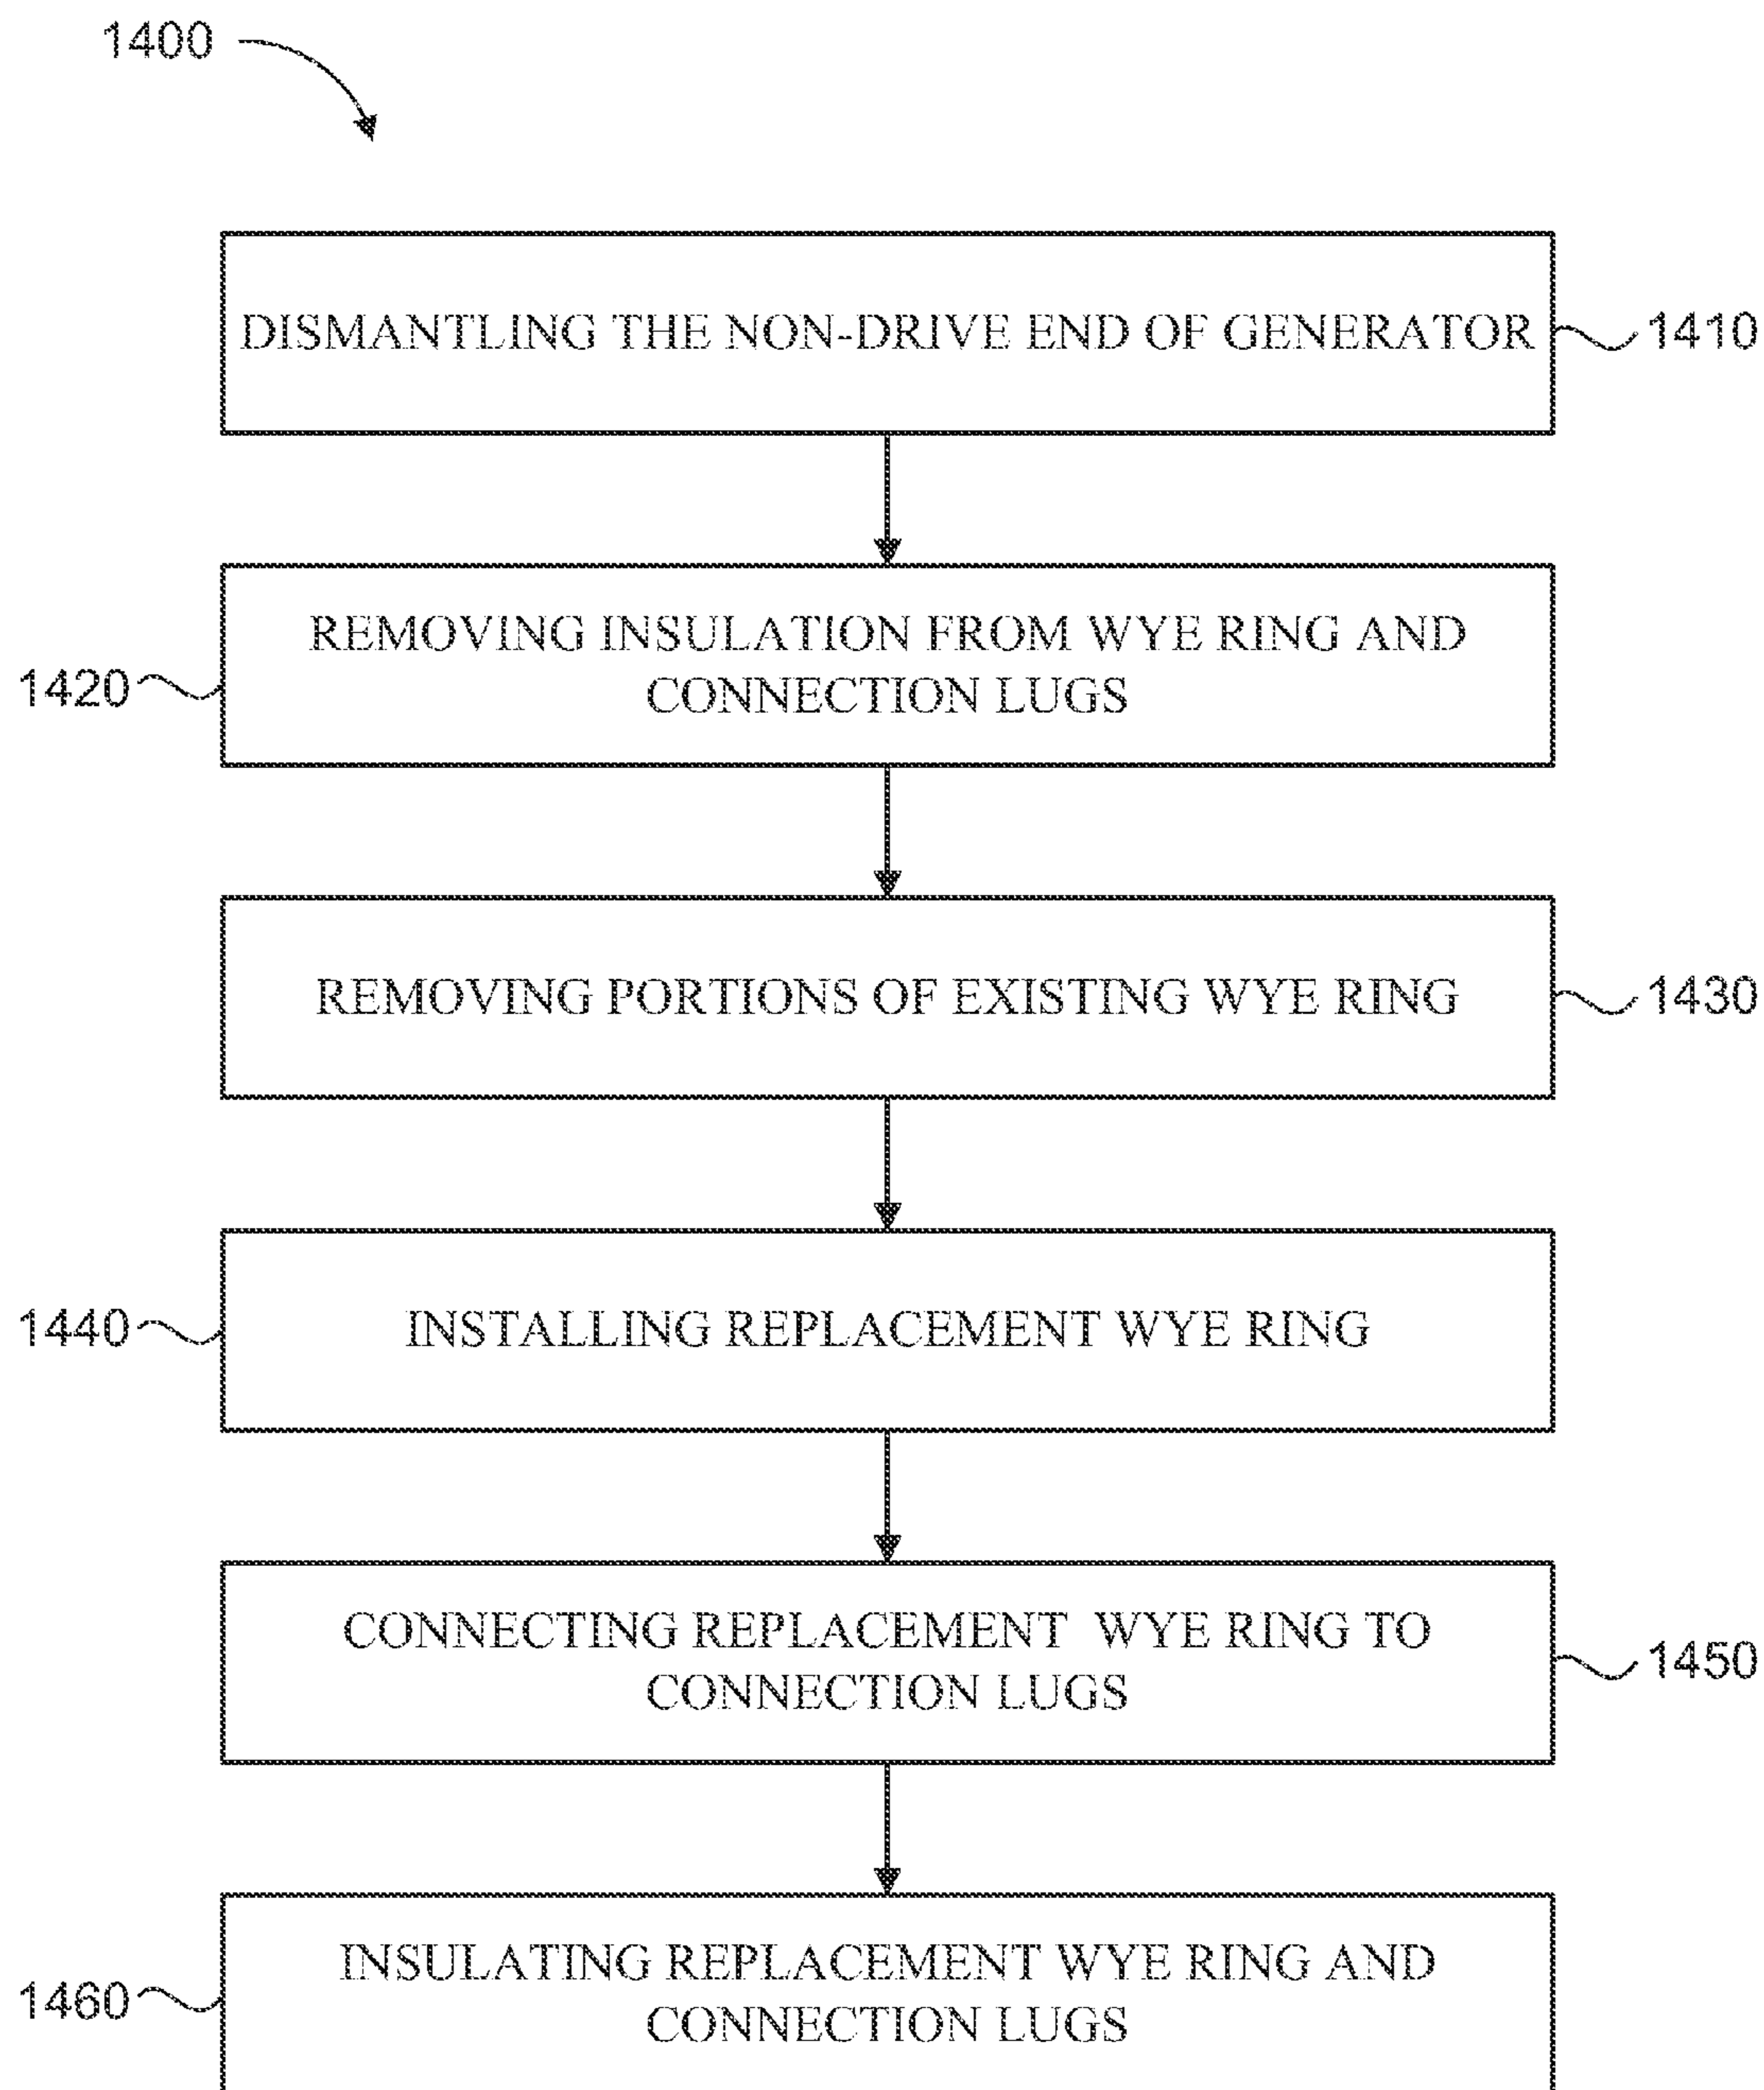 1400
DISMANTLING THE NON-DRIVE END OF GENERATOR
1410
REMOVING INSULATION FROM WYE RING AND
CONNECTION LUGS
1420
REMOVING PORTIONS OF EXISTING WYE RING
1430
INSTALLING REPLACEMENT WYE RING
1440
CONNECTING REPLACEMENT WYE RING TO
CONNECTION LUGS
1450
INSULATING REPLACEMENT WYE RING AND
CONNECTION LUGS
1460